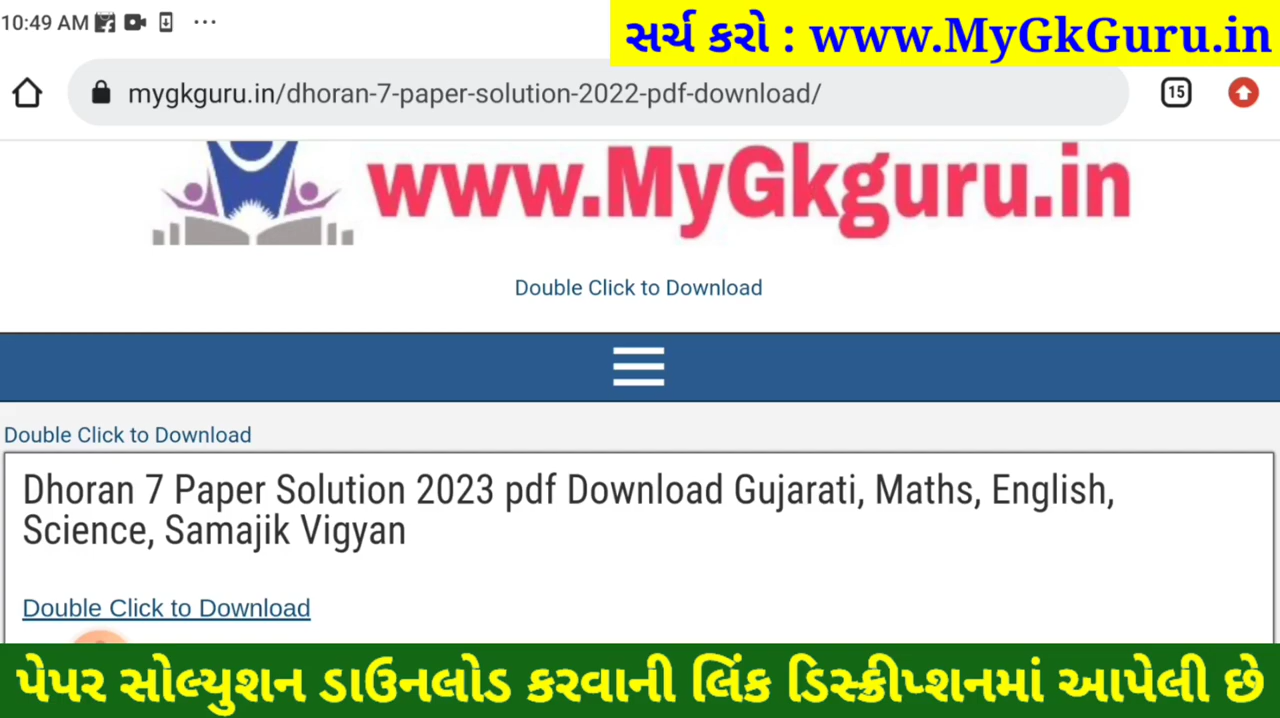 10:49 AM
સર્ચ કરો : www.MyGkGuru.in
mygkguru.in/dhoran-7-paper-solution-2022-pdf-download/
15
www.MyGkguru.in
Double Click to Download
Double Click to Download
Dhoran 7 Paper Solution 2023 pdf Download Gujarati, Maths, English,
Science, Samajik Vigyan
Double Click to Download
પેપર સોલ્યુશન ડાઉનલોડ કરવાની લિંક ડિસ્ક્રીપ્શનમાં આપેલી છે